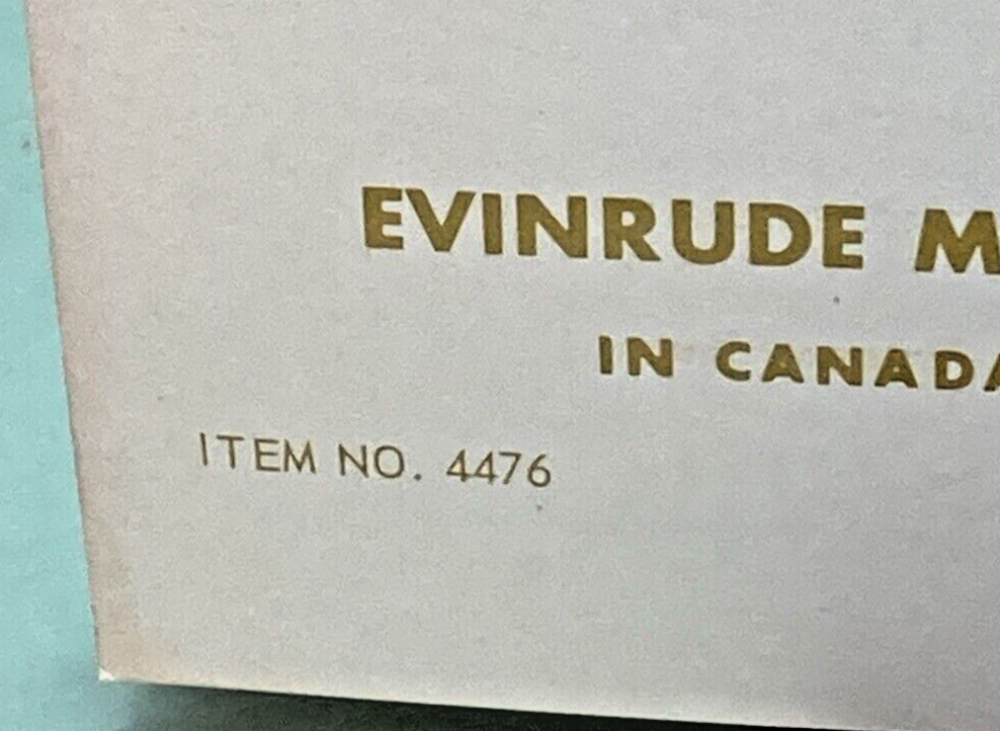 EVINRUDE M
IN CANADA
ITEM NO. 4476